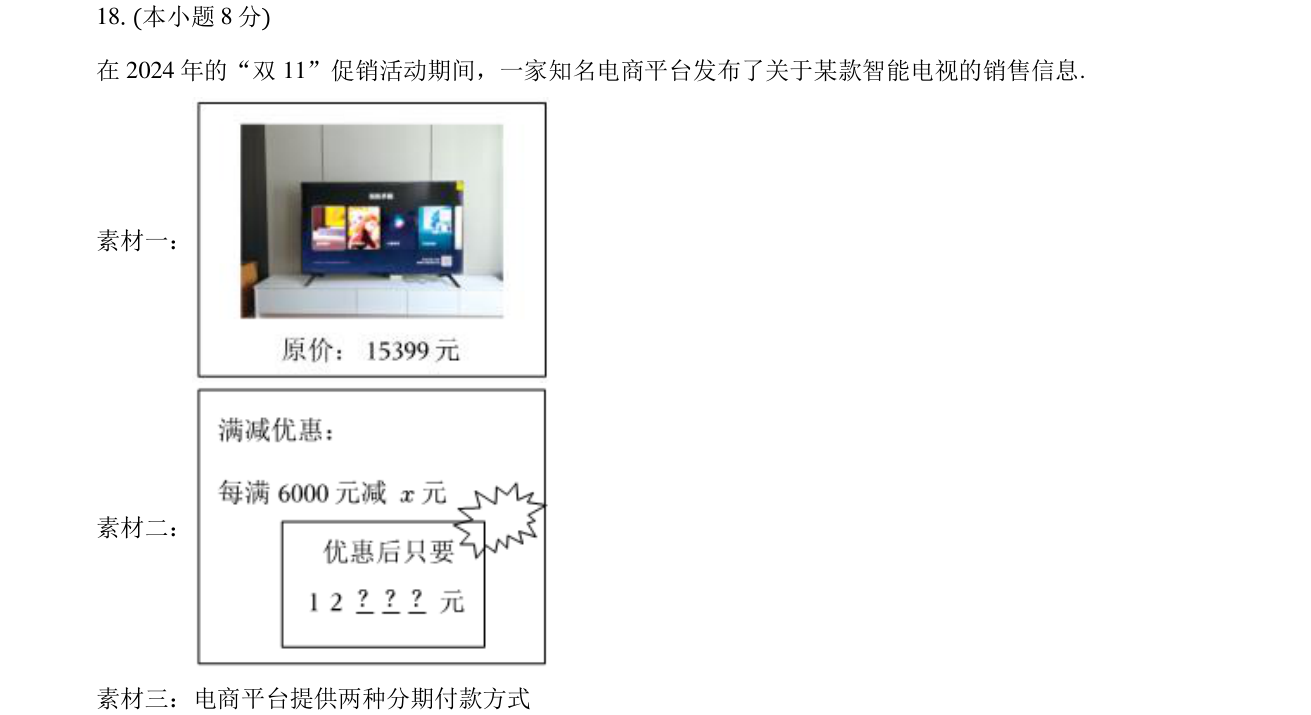 18. (本小题 8 分)
在 2024 年的“双 11”促销活动期间，一家知名电商平台发布了关于某款智能电视的销售信息.
素材一：
原价： 15399 元
满减优惠：
每满 6000 元减 x 元
素材二：
优惠后只要
1 2 ? ? ? 元
素材三：电商平台提供两种分期付款方式